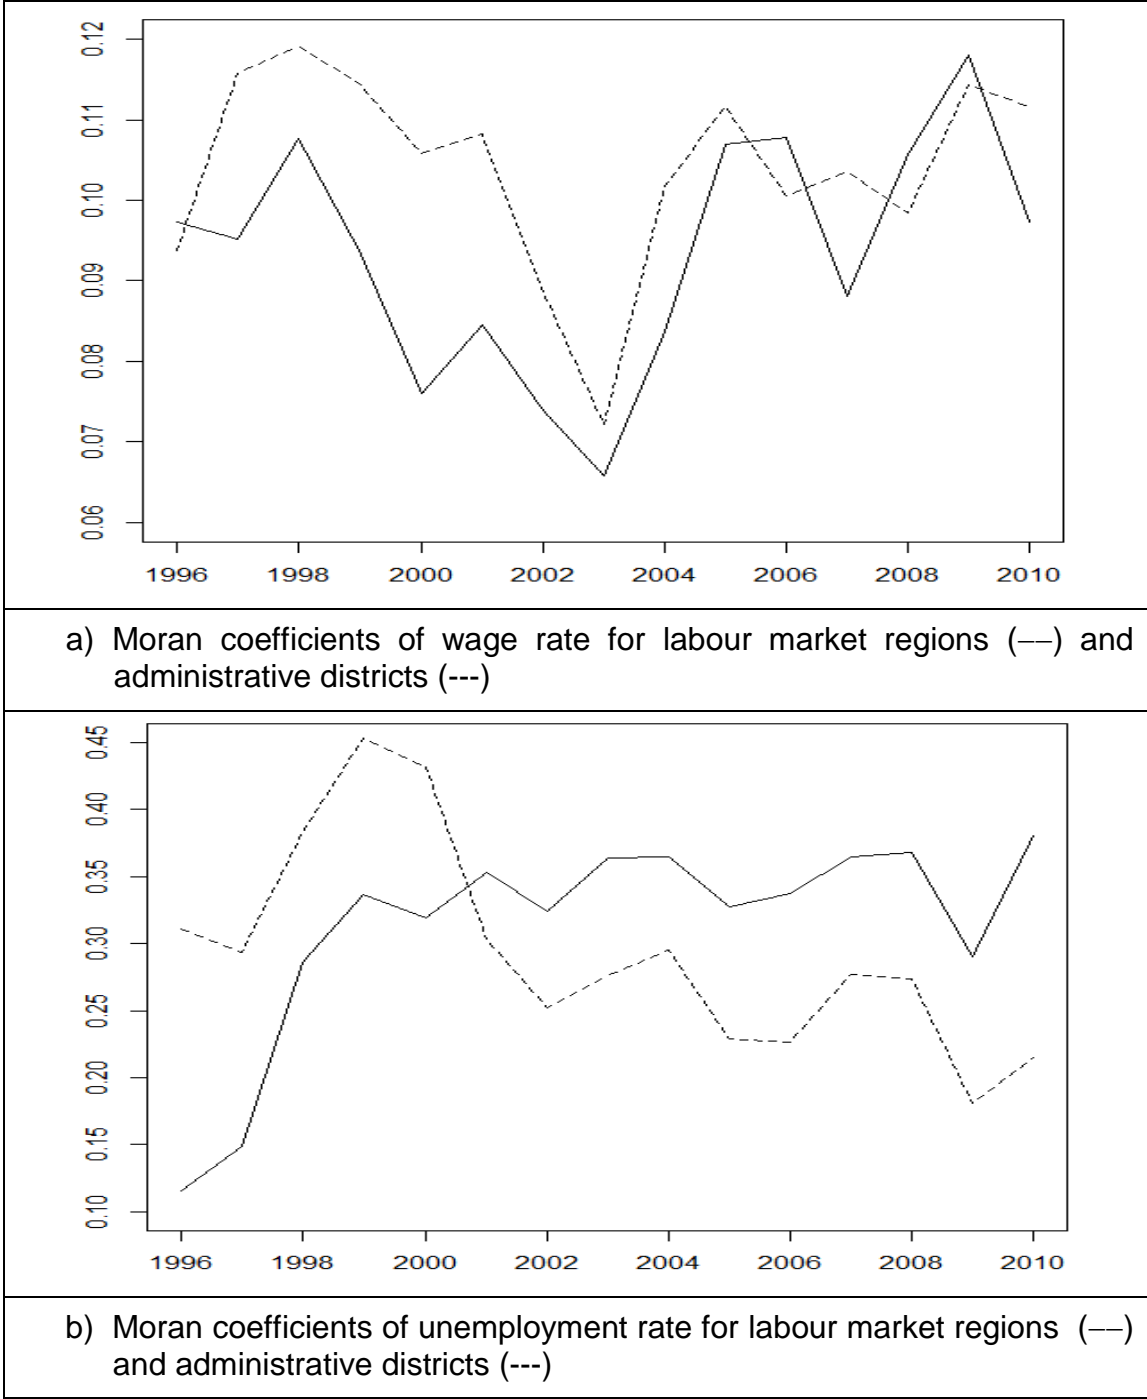 0.12
0.11
0.10
0.09
0.08
0.07
0.06
1996 1998 2000 2002 2004 2006 2008 2010
a) Moran coefficients of wage rate for labour market regions (––) and
administrative districts (---)
0.45
0.40
0.35
0.30
0.25
0.20
0.15
0.10
1996 1998 2000 2002 2004 2006 2008 2010
b) Moran coefficients of unemployment rate for labour market regions (––)
and administrative districts (---)